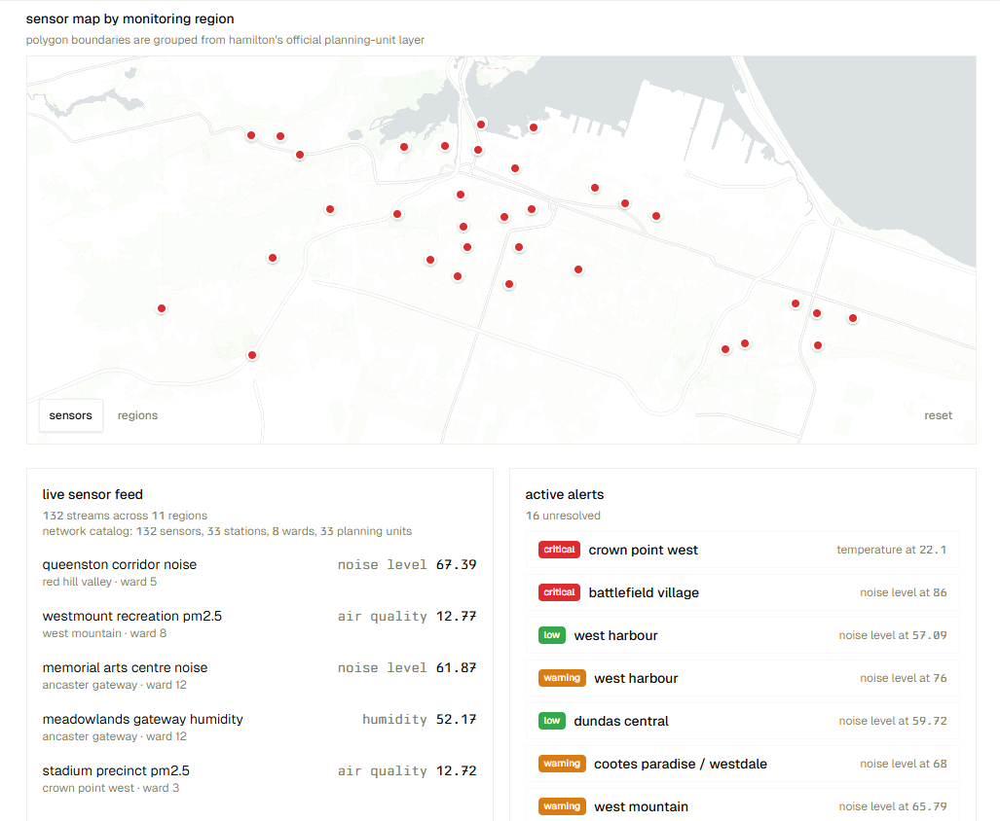 sensor map by monitoring region
polygon boundaries are grouped from hamilton's official planning-unit layer
sensors
regions
reset
live sensor feed
132 streams across 11 regions
network catalog: 132 sensors, 33 stations, 8 wards, 33 planning units
queenston corridor noise
noise level 67.39
red hill valley · ward 5
westmount recreation pm2.5
air quality 12.77
west mountain · ward 8
memorial arts centre noise
noise level 61.87
ancaster gateway · ward 12
meadowlands gateway humidity
humidity 52.17
ancaster gateway · ward 12
stadium precinct pm2.5
air quality 12.72
crown point west · ward 3
active alerts
16 unresolved
critical crown point west temperature at 22.1
critical battlefield village noise level at 86
low west harbour noise level at 57.09
warning west harbour noise level at 76
low dundas central noise level at 59.72
warning cootes paradise / westdale noise level at 68
warning west mountain noise level at 65.79